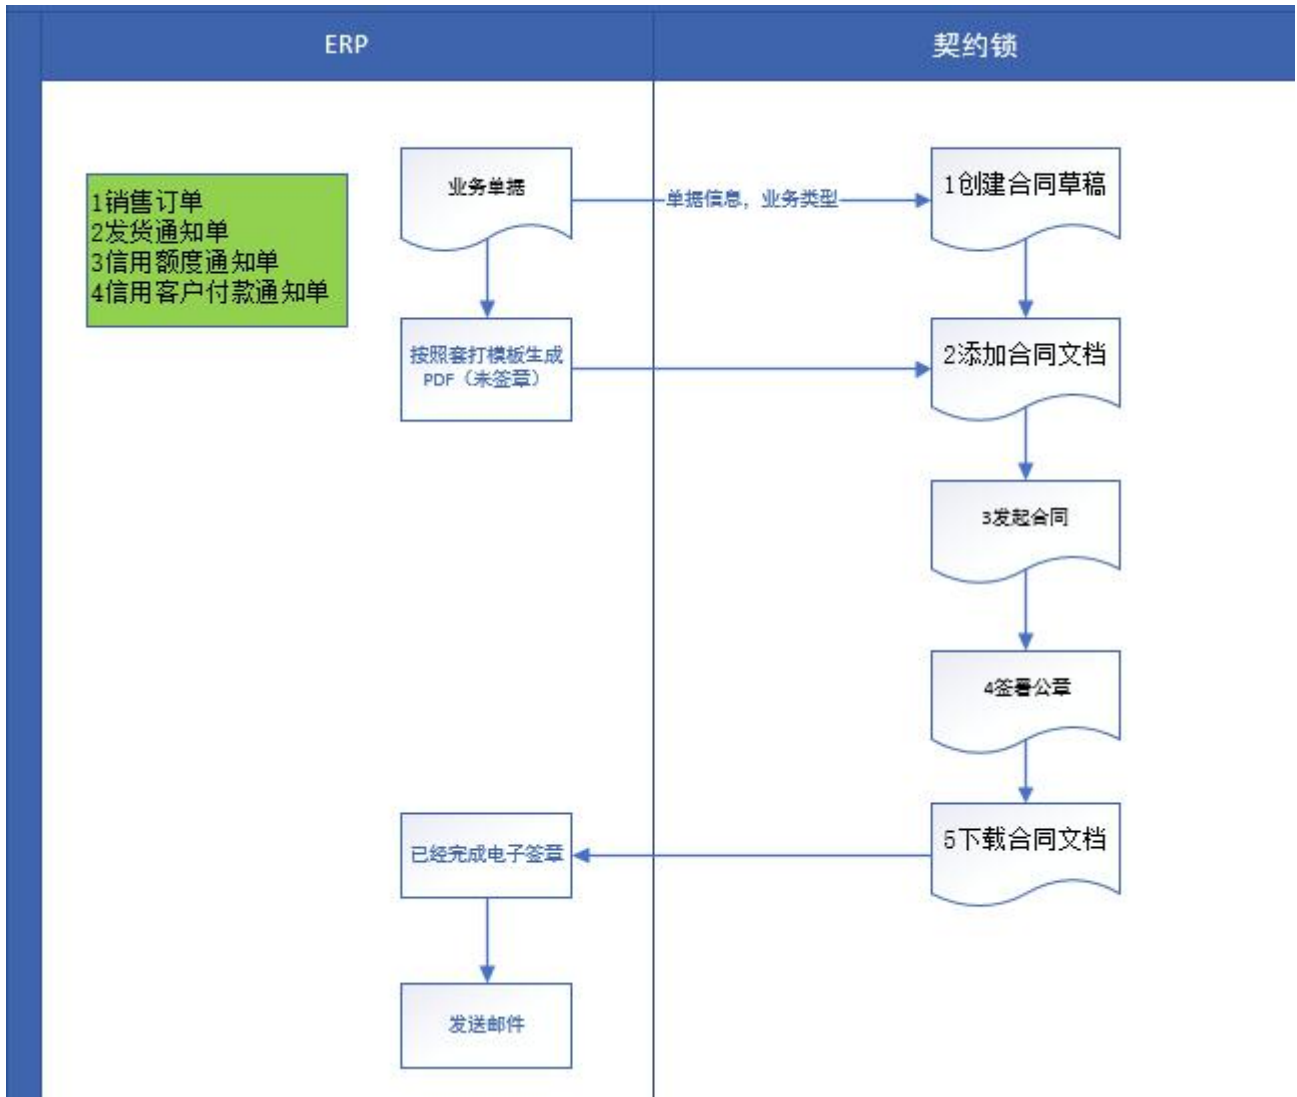 ERP
契约锁
1销售订单
2发货通知单
3信用额度通知单
4信用客户付款通知单
业务单据
单据信息，业务类型
1创建合同草稿
按照套打模板生成
PDF（未签章）
2添加合同文档
3发起合同
4签署公章
已经完成电子签章
5下载合同文档
发送邮件